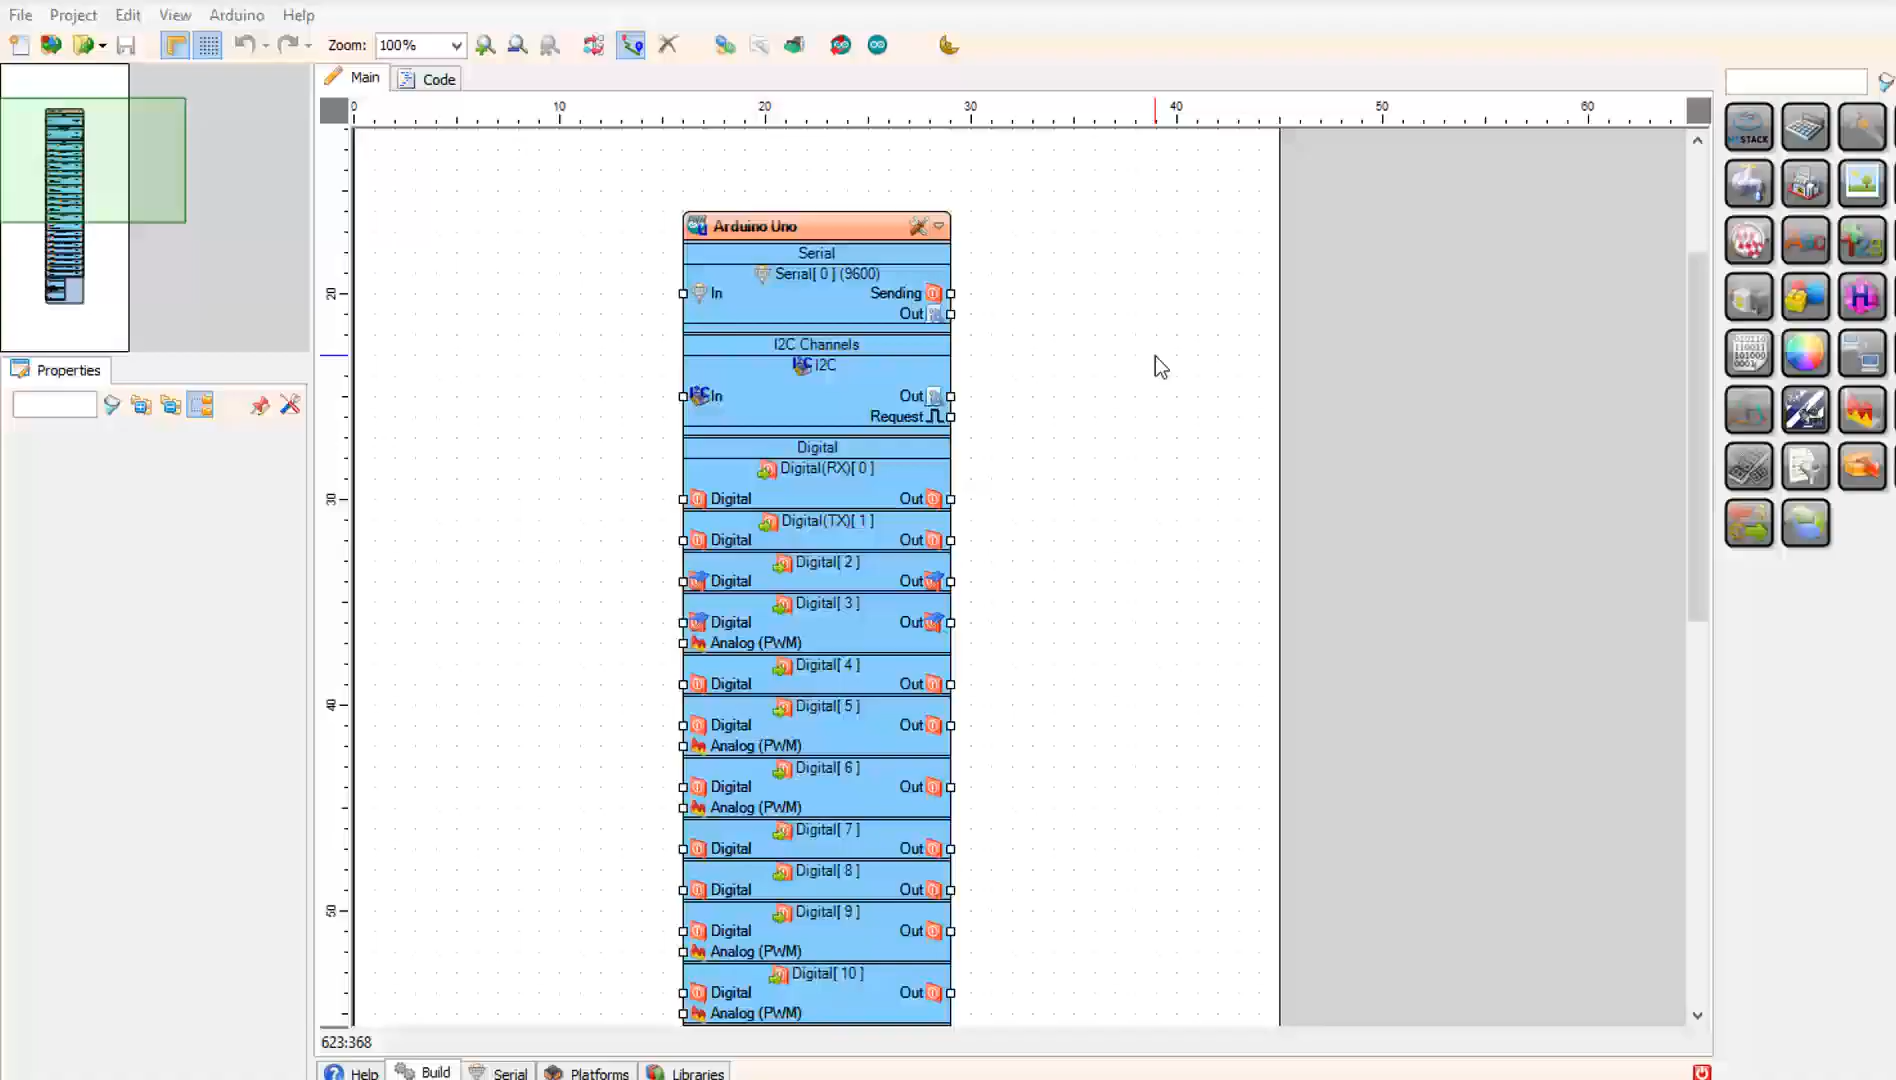 File Project Edit View Arduino Help
Zoom: 100%
Main Code
0 10 20 30 40 50 60
Arduino Uno
Serial
Serial[ 0 ] (9600)
In Sending
Out
20
I2C Channels
I2C
I2C In Out
Request
Properties
Digital
Digital(RX)[ 0 ]
30
Digital Out
Digital(TX)[ 1 ]
Digital Out
Digital[ 2 ]
Digital Out
Digital[ 3 ]
Digital Out
Analog (PWM)
Digital[ 4 ]
40
Digital Out
Digital[ 5 ]
Digital Out
Analog (PWM)
Digital[ 6 ]
Digital Out
Analog (PWM)
Digital[ 7 ]
Digital Out
Digital[ 8 ]
Digital Out
50
Digital[ 9 ]
Digital Out
Analog (PWM)
Digital[ 10 ]
Digital Out
Analog (PWM)
623:368
Help Build Serial Platforms Libraries